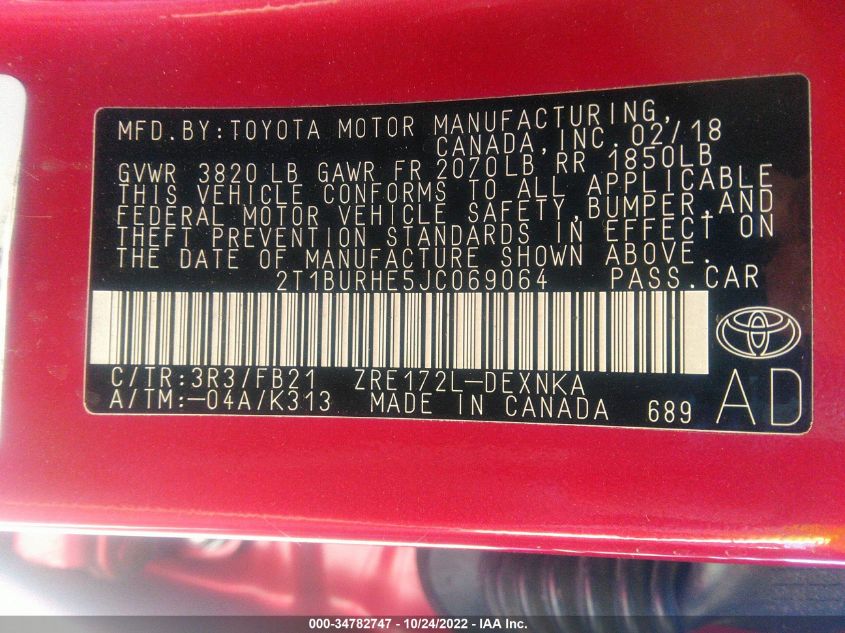 MFD.BY:TOYOTA MOTOR MANUFACTURING,
CANADA,INC. 02/18
GVWR 3820 LB GAWR FR 2070LB RR 1850LB
THIS VEHICLE CONFORMS TO ALL APPLICABLE
FEDERAL MOTOR VEHICLE SAFETY,BUMPER,AND
THEFT PREVENTION STANDARDS IN EFFECT ON
THE DATE OF MANUFACTURE SHOWN ABOVE.
2T1BURHE5JC069064 PASS.CAR
C/TR:3R3/FB21 ZRE172L-DEXNKA
A/TM:-04A/K313 MADE IN CANADA 689 AD
000-34782747 - 10/24/2022 - IAA Inc.